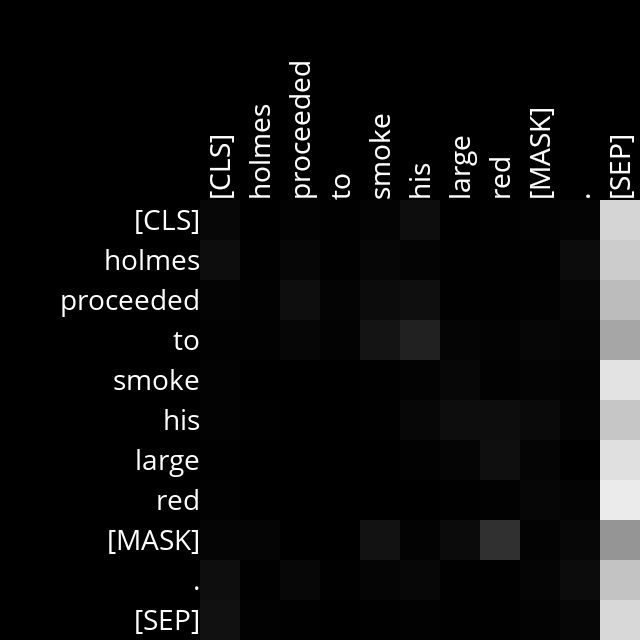 [CLS]
holmes
proceeded
to
smoke
his
large
red
[MASK]
.
[SEP]
[CLS]
holmes
proceeded
to
smoke
his
large
red
[MASK]
.
[SEP]